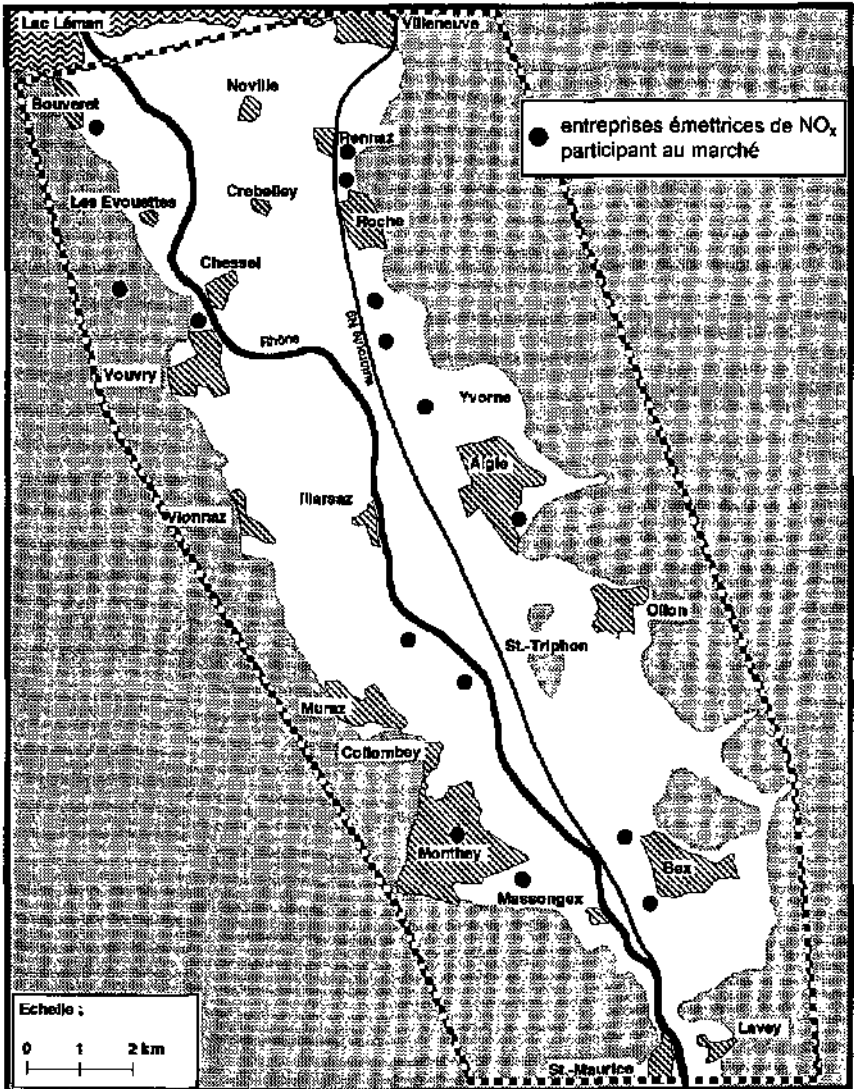 Lac Léman
Villeneuve
Noville
Bouveret
Rennaz
entreprises émettrices de NOx
participant au marché
Les Evouettes
Crebelley
Roche
Chessel
Rhône
autoroute N9
Vouvry
Yvorne
Aigle
Illarsaz
Vionnaz
Ollon
St.-Triphon
Muraz
Collombey
Monthey
Bex
Massongex
Echelle :
0 1 2 km
Lavey
St.-Maurice